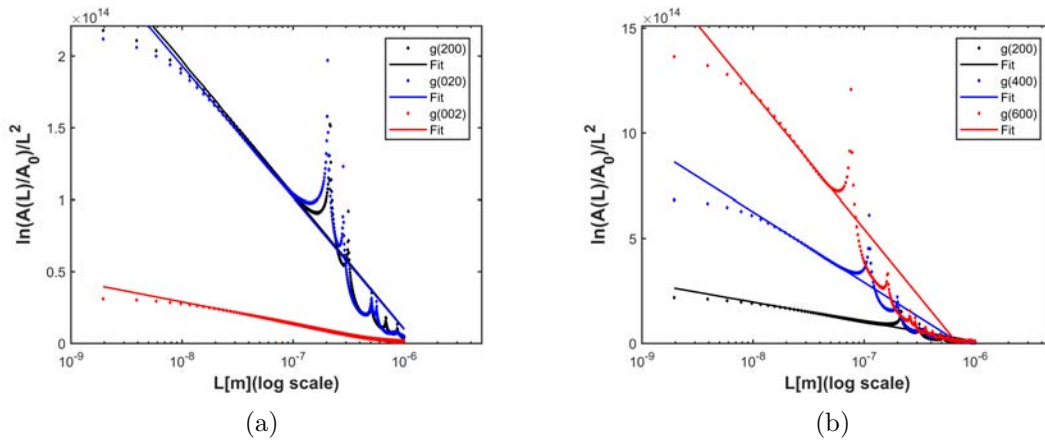 ×10^14
ln(A(L)/A_0)/L^2
2
1.5
1
0.5
0
10^-9
10^-8
10^-7
10^-6
L[m](log scale)
g(200)
Fit
g(020)
Fit
g(002)
Fit
(a)
×10^14
ln(A(L)/A_0)/L^2
15
10
5
0
10^-9
10^-8
10^-7
10^-6
L[m](log scale)
g(200)
Fit
g(400)
Fit
g(600)
Fit
(b)